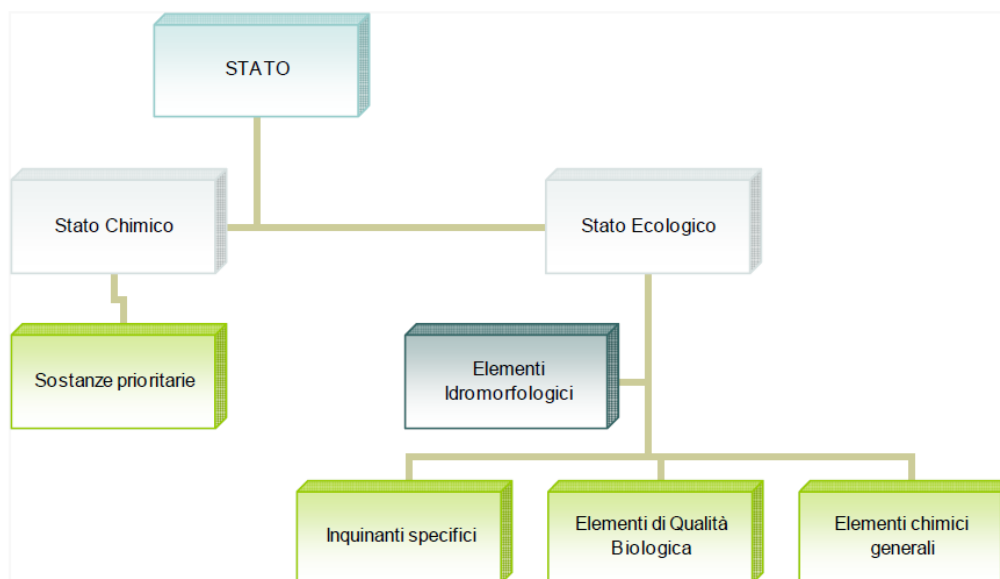 STATO
Stato Chimico
Stato Ecologico
Sostanze prioritarie
Elementi
Idromorfologici
Inquinanti specifici
Elementi di Qualità
Biologica
Elementi chimici
generali